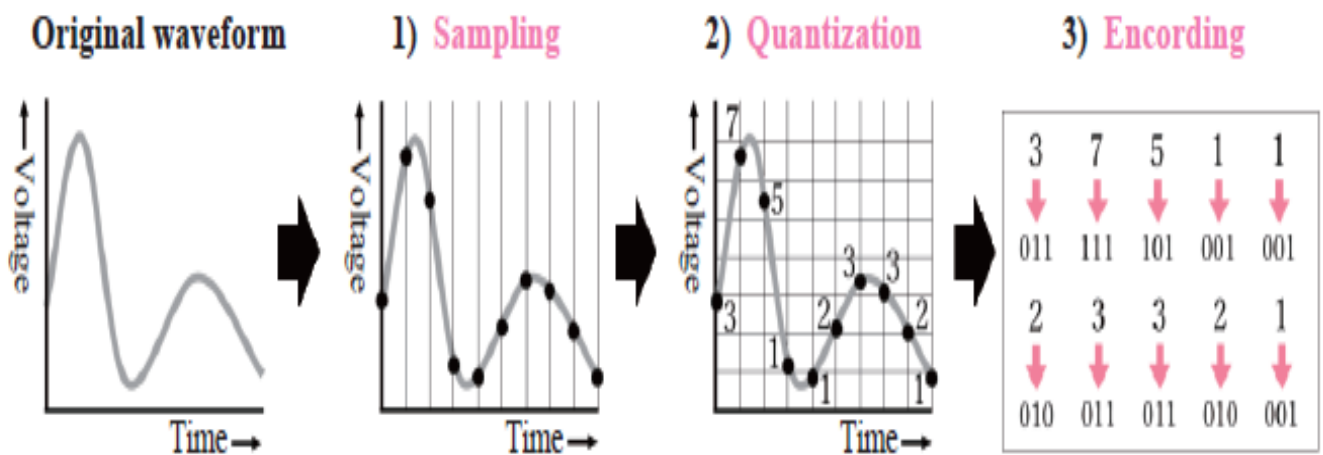 Original waveform
1) Sampling
2) Quantization
3) Encording
Voltage
Time
Voltage
Time
Voltage
7
5
3
3
3
2
2
1
1
1
Time
3 7 5 1 1
011 111 101 001 001
2 3 3 2 1
010 011 011 010 001